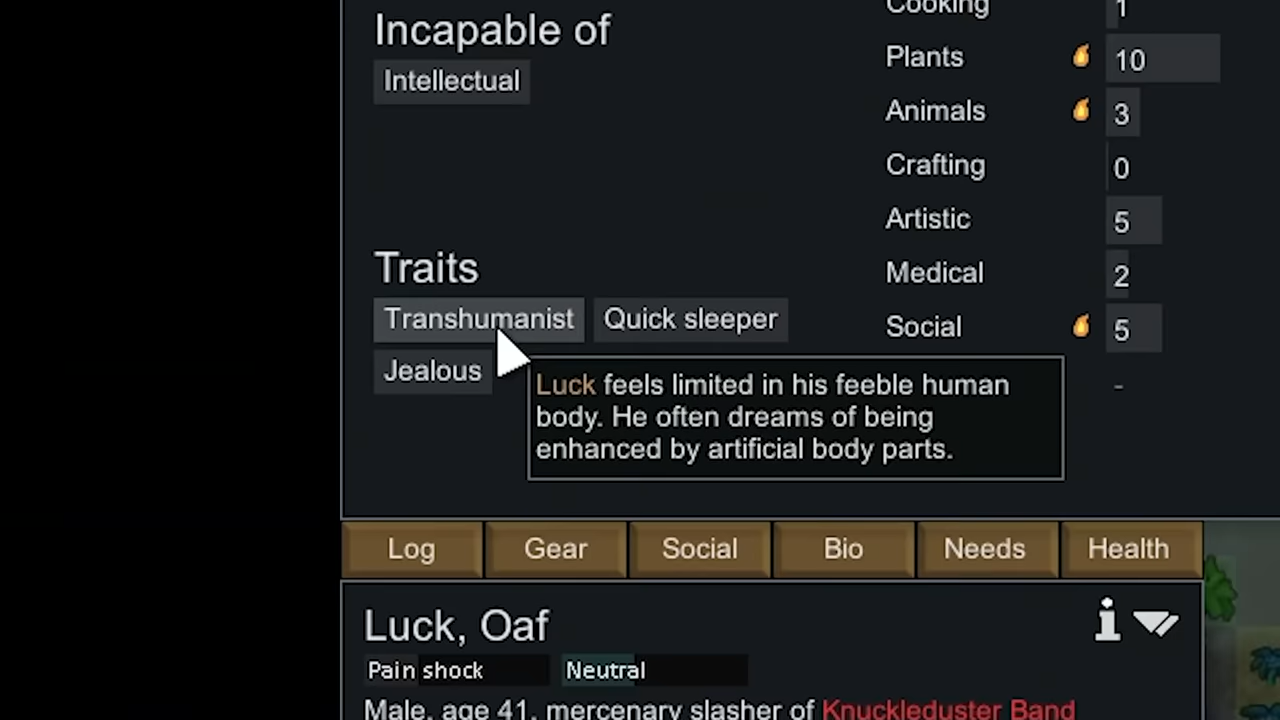 Incapable of
Intellectual
Cooking 1
Plants 10
Animals 3
Crafting 0
Artistic 5
Medical 2
Social 5
-
Traits
Transhumanist Quick sleeper
Jealous
Luck feels limited in his feeble human
body. He often dreams of being
enhanced by artificial body parts.
Log Gear Social Bio Needs Health
Luck, Oaf
Pain shock Neutral
Male, age 41, mercenary slasher of Knuckleduster Band